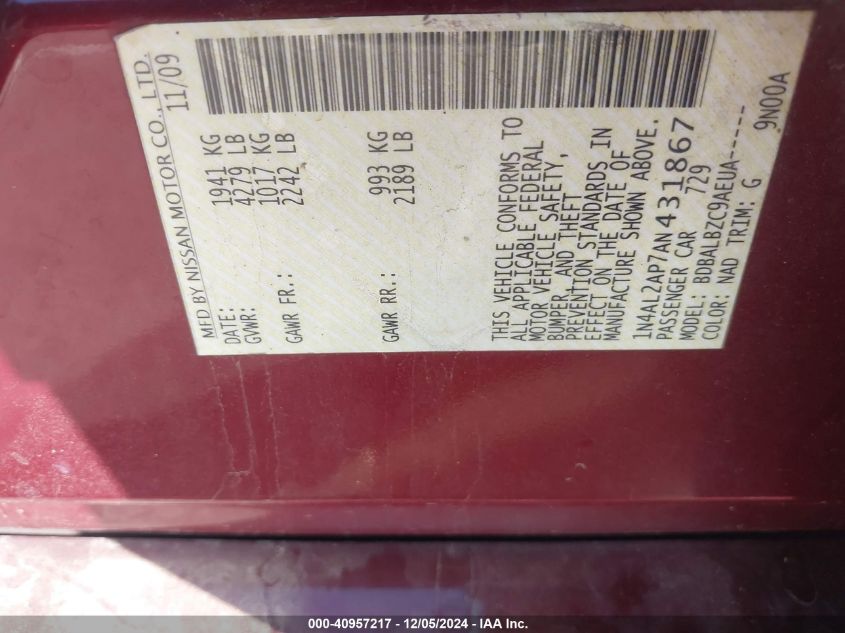 MFD BY NISSAN MOTOR CO., LTD.
DATE: 11/09
GVWR: 1941 KG
4279 LB
GAWR FR.: 1017 KG
2242 LB
GAWR RR.: 993 KG
2189 LB
THIS VEHICLE CONFORMS TO
ALL APPLICABLE FEDERAL
MOTOR VEHICLE SAFETY,
BUMPER, AND THEFT
PREVENTION STANDARDS IN
EFFECT ON THE DATE OF
MANUFACTURE SHOWN ABOVE.
1N4AL2AP7AN431867
PASSENGER CAR 729
MODEL: BDBALBZC9AEUA-----
COLOR: NAD TRIM: G 9N00A
000-40957217 - 12/05/2024 - IAA Inc.